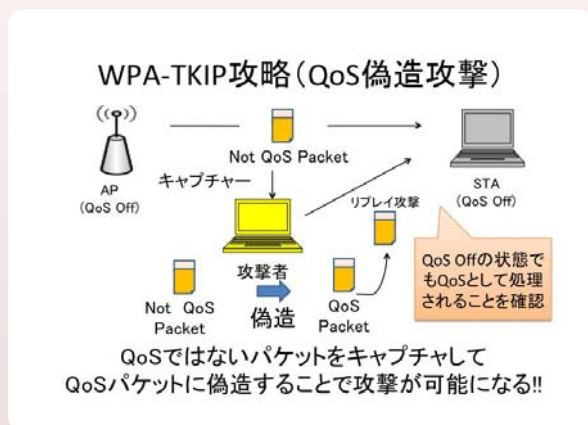 WPA-TKIP攻略(QoS偽造攻撃)
Not QoS Packet
AP
(QoS Off)
キャプチャー
STA
(QoS Off)
リプレイ攻撃
攻撃者
Not QoS
Packet
偽造
QoS
Packet
QoS Offの状態で
もQoSとして処理
されることを確認
QoSではないパケットをキャプチャして
QoSパケットに偽造することで攻撃が可能になる!!